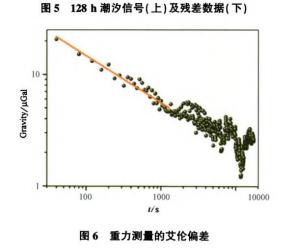 图 5 128 h 潮汐信号(上)及残差数据(下)
Gravity/μGal
10
1
100 1000 10000
t/s
图 6 重力测量的艾伦偏差